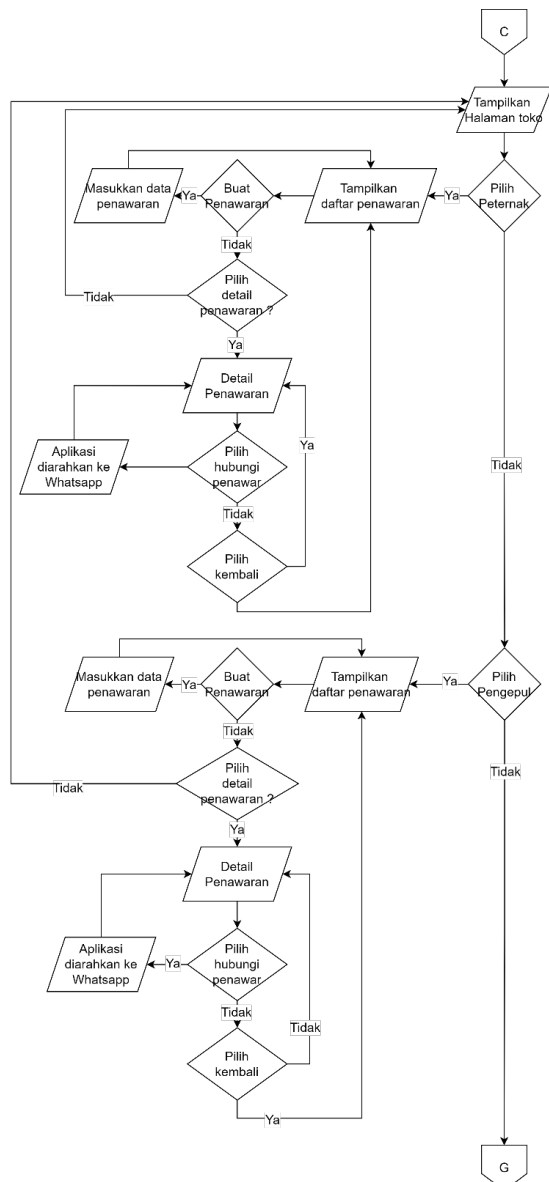 C
Tampilkan
Halaman toko
Masukkan data
penawaran
Ya
Buat
Penawaran
Tampilkan
daftar penawaran
Ya
Pilih
Peternak
Tidak
Tidak
Pilih
detail
penawaran ?
Ya
Detail
Penawaran
Ya
Aplikasi
diarahkan ke
Whatsapp
Pilih
hubungi
penawar
Tidak
Tidak
Pilih
kembali
Masukkan data
penawaran
Ya
Buat
Penawaran
Tampilkan
daftar penawaran
Ya
Pilih
Pengepul
Tidak
Tidak
Tidak
Pilih
detail
penawaran ?
Ya
Detail
Penawaran
Aplikasi
diarahkan ke
Whatsapp
Ya
Pilih
hubungi
penawar
Tidak
Tidak
Pilih
kembali
Ya
G